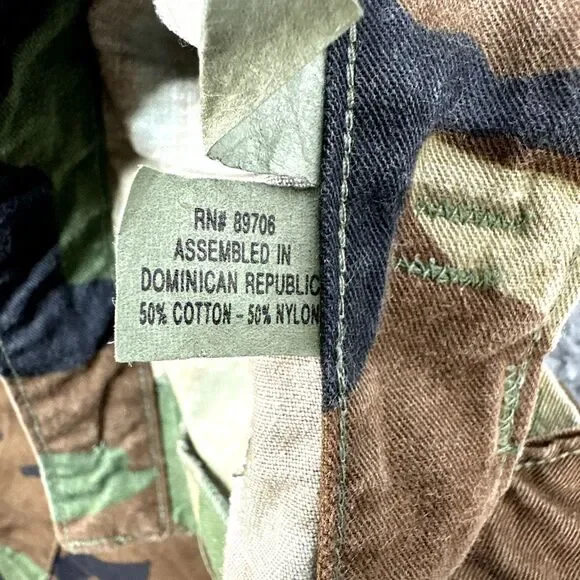 RN# 89706
ASSEMBLED IN
DOMINICAN REPUBLIC
50% COTTON - 50% NYLON